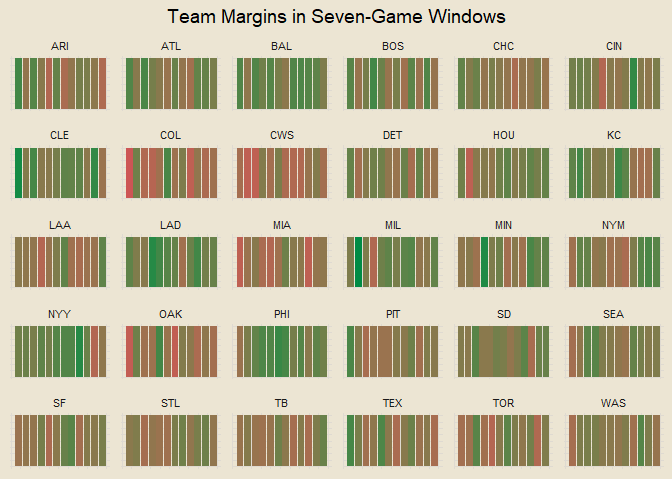 Team Margins in Seven-Game Windows
ARI ATL BAL BOS CHC CIN
CLE COL CWS DET HOU KC
LAA LAD MIA MIL MIN NYM
NYY OAK PHI PIT SD SEA
SF STL TB TEX TOR WAS